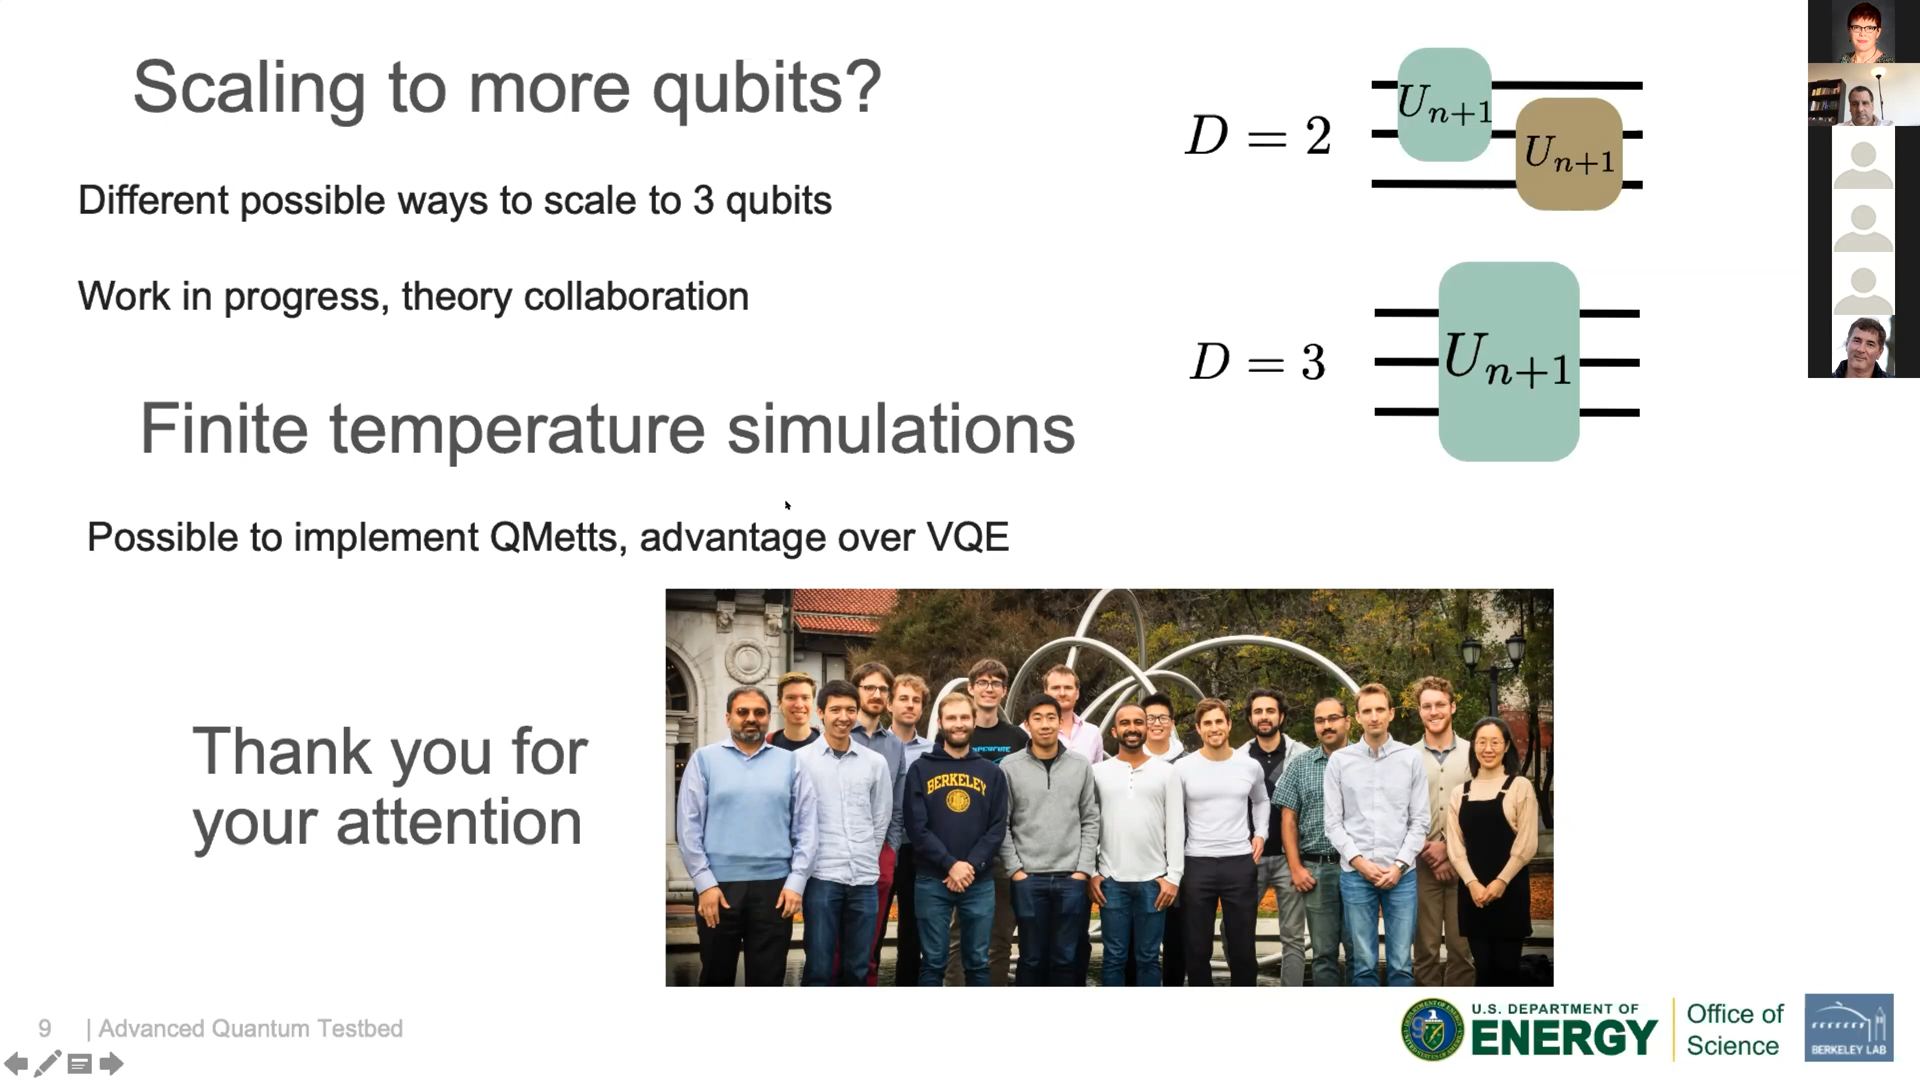 Scaling to more qubits?
Different possible ways to scale to 3 qubits
Work in progress, theory collaboration
D = 2
U_{n+1}
U_{n+1}
D = 3
U_{n+1}
Finite temperature simulations
Possible to implement QMetts, advantage over VQE
Thank you for
your attention
BERKELEY
9 | Advanced Quantum Testbed
U.S. DEPARTMENT OF
ENERGY
Office of
Science
BERKELEY LAB